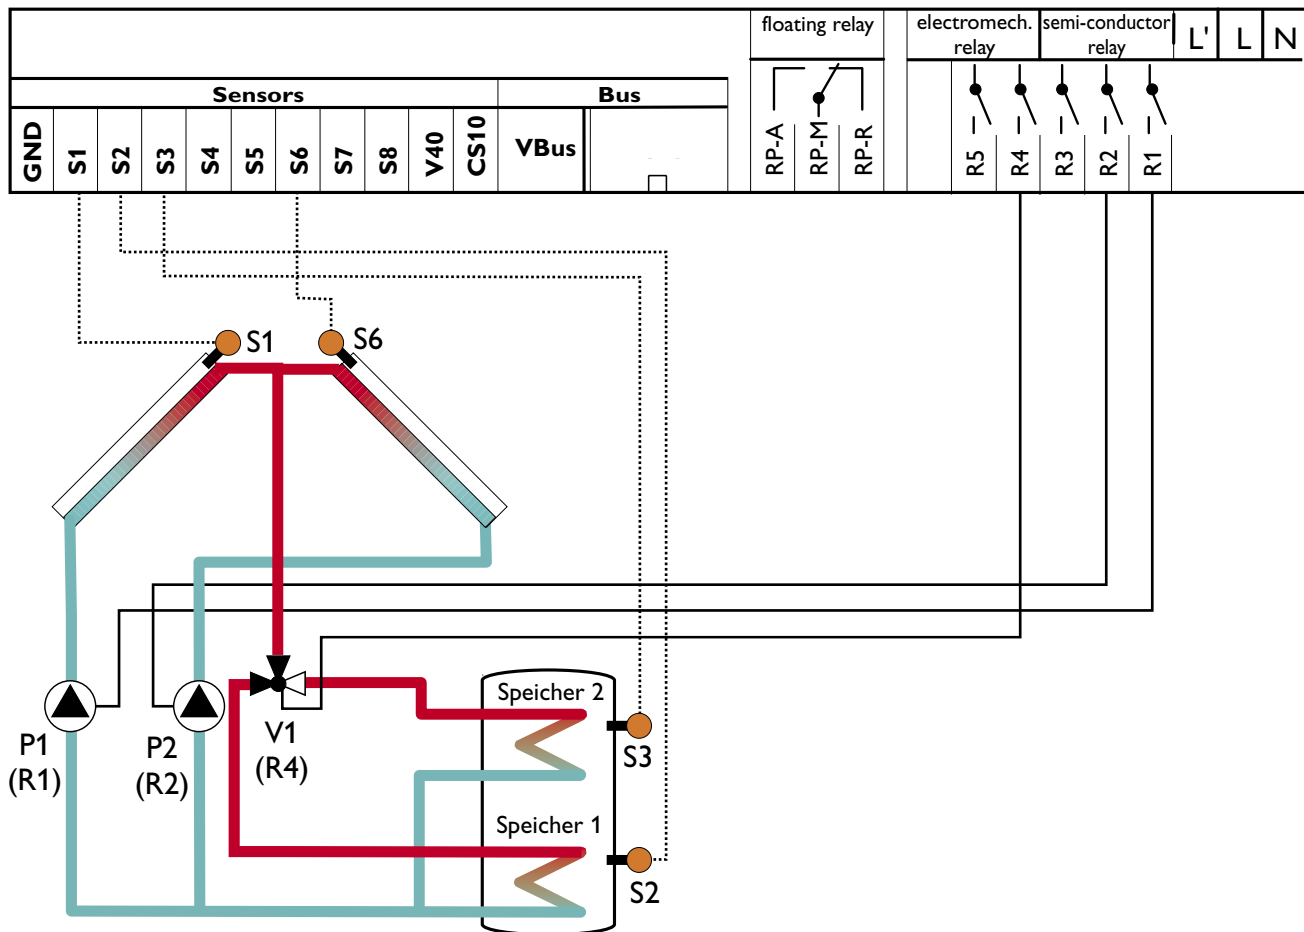 floating relay
electromech.
relay
semi-conductor
relay
L'
L
N
Sensors
Bus
GND
S1
S2
S3
S4
S5
S6
S7
S8
V40
CS10
VBus
RP-A
RP-M
RP-R
R5
R4
R3
R2
R1
S1
S6
Speicher 2
S3
P1
(R1)
P2
(R2)
V1
(R4)
Speicher 1
S2